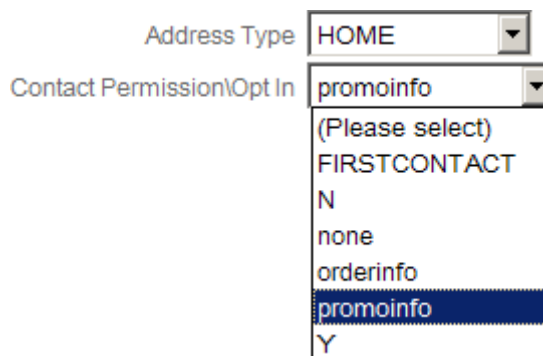 Address Type HOME
Contact Permission\Opt In promoinfo
(Please select)
FIRSTCONTACT
N
none
orderinfo
promoinfo
Y